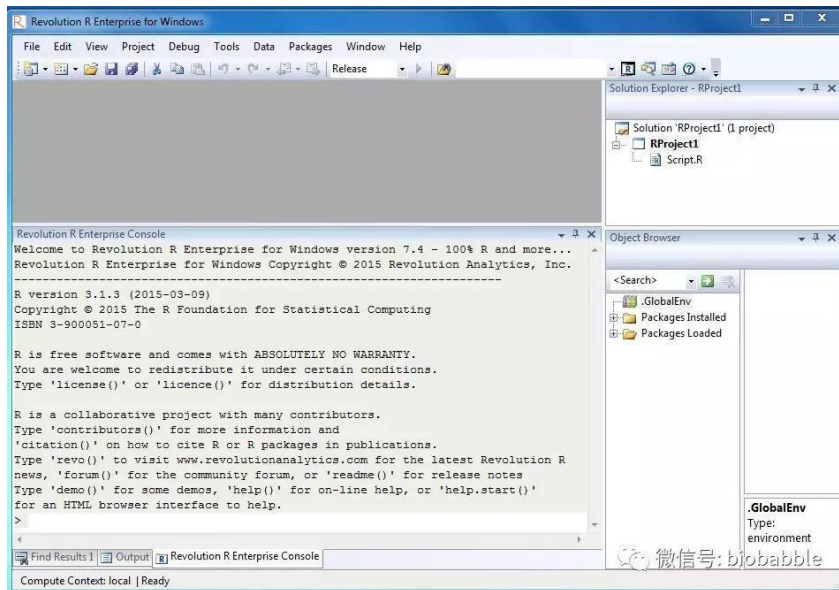 Revolution R Enterprise for Windows
File Edit View Project Debug Tools Data Packages Window Help
Release
Solution Explorer - RProject1
Solution 'RProject1' (1 project)
RProject1
Script.R
Revolution R Enterprise Console
Welcome to Revolution R Enterprise for Windows version 7.4 - 100% R and more...
Revolution R Enterprise for Windows Copyright © 2015 Revolution Analytics, Inc.
--------------------------------------------------------------
R version 3.1.3 (2015-03-09)
Copyright © 2015 The R Foundation for Statistical Computing
ISBN 3-900051-07-0
R is free software and comes with ABSOLUTELY NO WARRANTY.
You are welcome to redistribute it under certain conditions.
Type 'license()' or 'licence()' for distribution details.
R is a collaborative project with many contributors.
Type 'contributors()' for more information and
'citation()' on how to cite R or R packages in publications.
Type 'revo()' to visit www.revolutionanalytics.com for the latest Revolution R
news, 'forum()' for the community forum, or 'readme()' for release notes
Type 'demo()' for some demos, 'help()' for on-line help, or 'help.start()'
for an HTML browser interface to help.
>
Object Browser
<Search>
.GlobalEnv
Packages Installed
Packages Loaded
.GlobalEnv
Type:
environment
Find Results 1 Output Revolution R Enterprise Console
微信号: biobabble
Compute Context: local | Ready